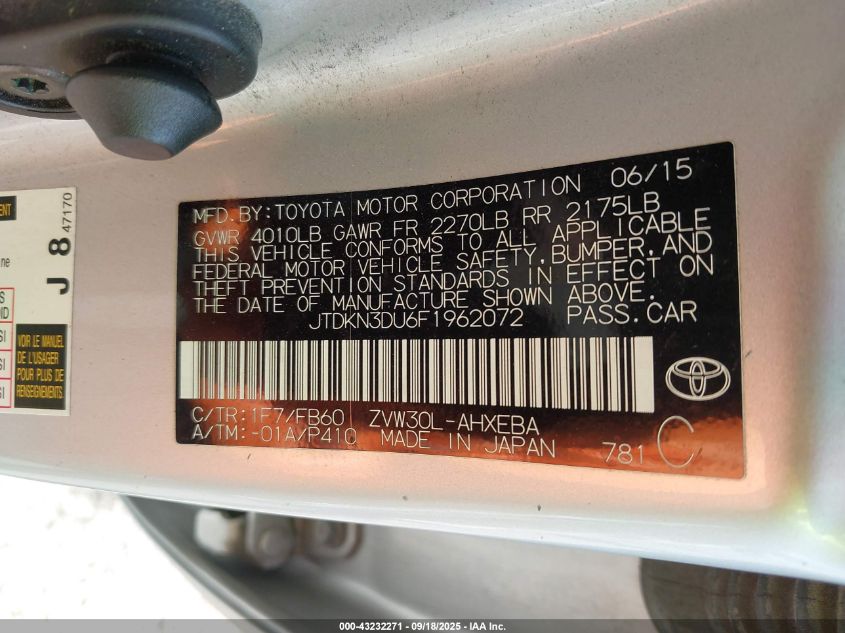 MFD.BY:TOYOTA MOTOR CORPORATION 06/15
GVWR 4010LB GAWR FR 2270LB RR 2175LB
THIS VEHICLE CONFORMS TO ALL APPLICABLE
FEDERAL MOTOR VEHICLE SAFETY,BUMPER,AND
THEFT PREVENTION STANDARDS IN EFFECT ON
THE DATE OF MANUFACTURE SHOWN ABOVE.
JTDKN3DU6F1962072 PASS.CAR
C/TR:1F7/FB60 ZVW30L-AHXEBA
A/TM:-01A/P410 MADE IN JAPAN 781 C
J 8 47170
VOIR LE MANUEL
DE L'USAGER
POUR PLUS DE
RENSEIGNEMENTS.
000-43232271 - 09/18/2025 - IAA Inc.